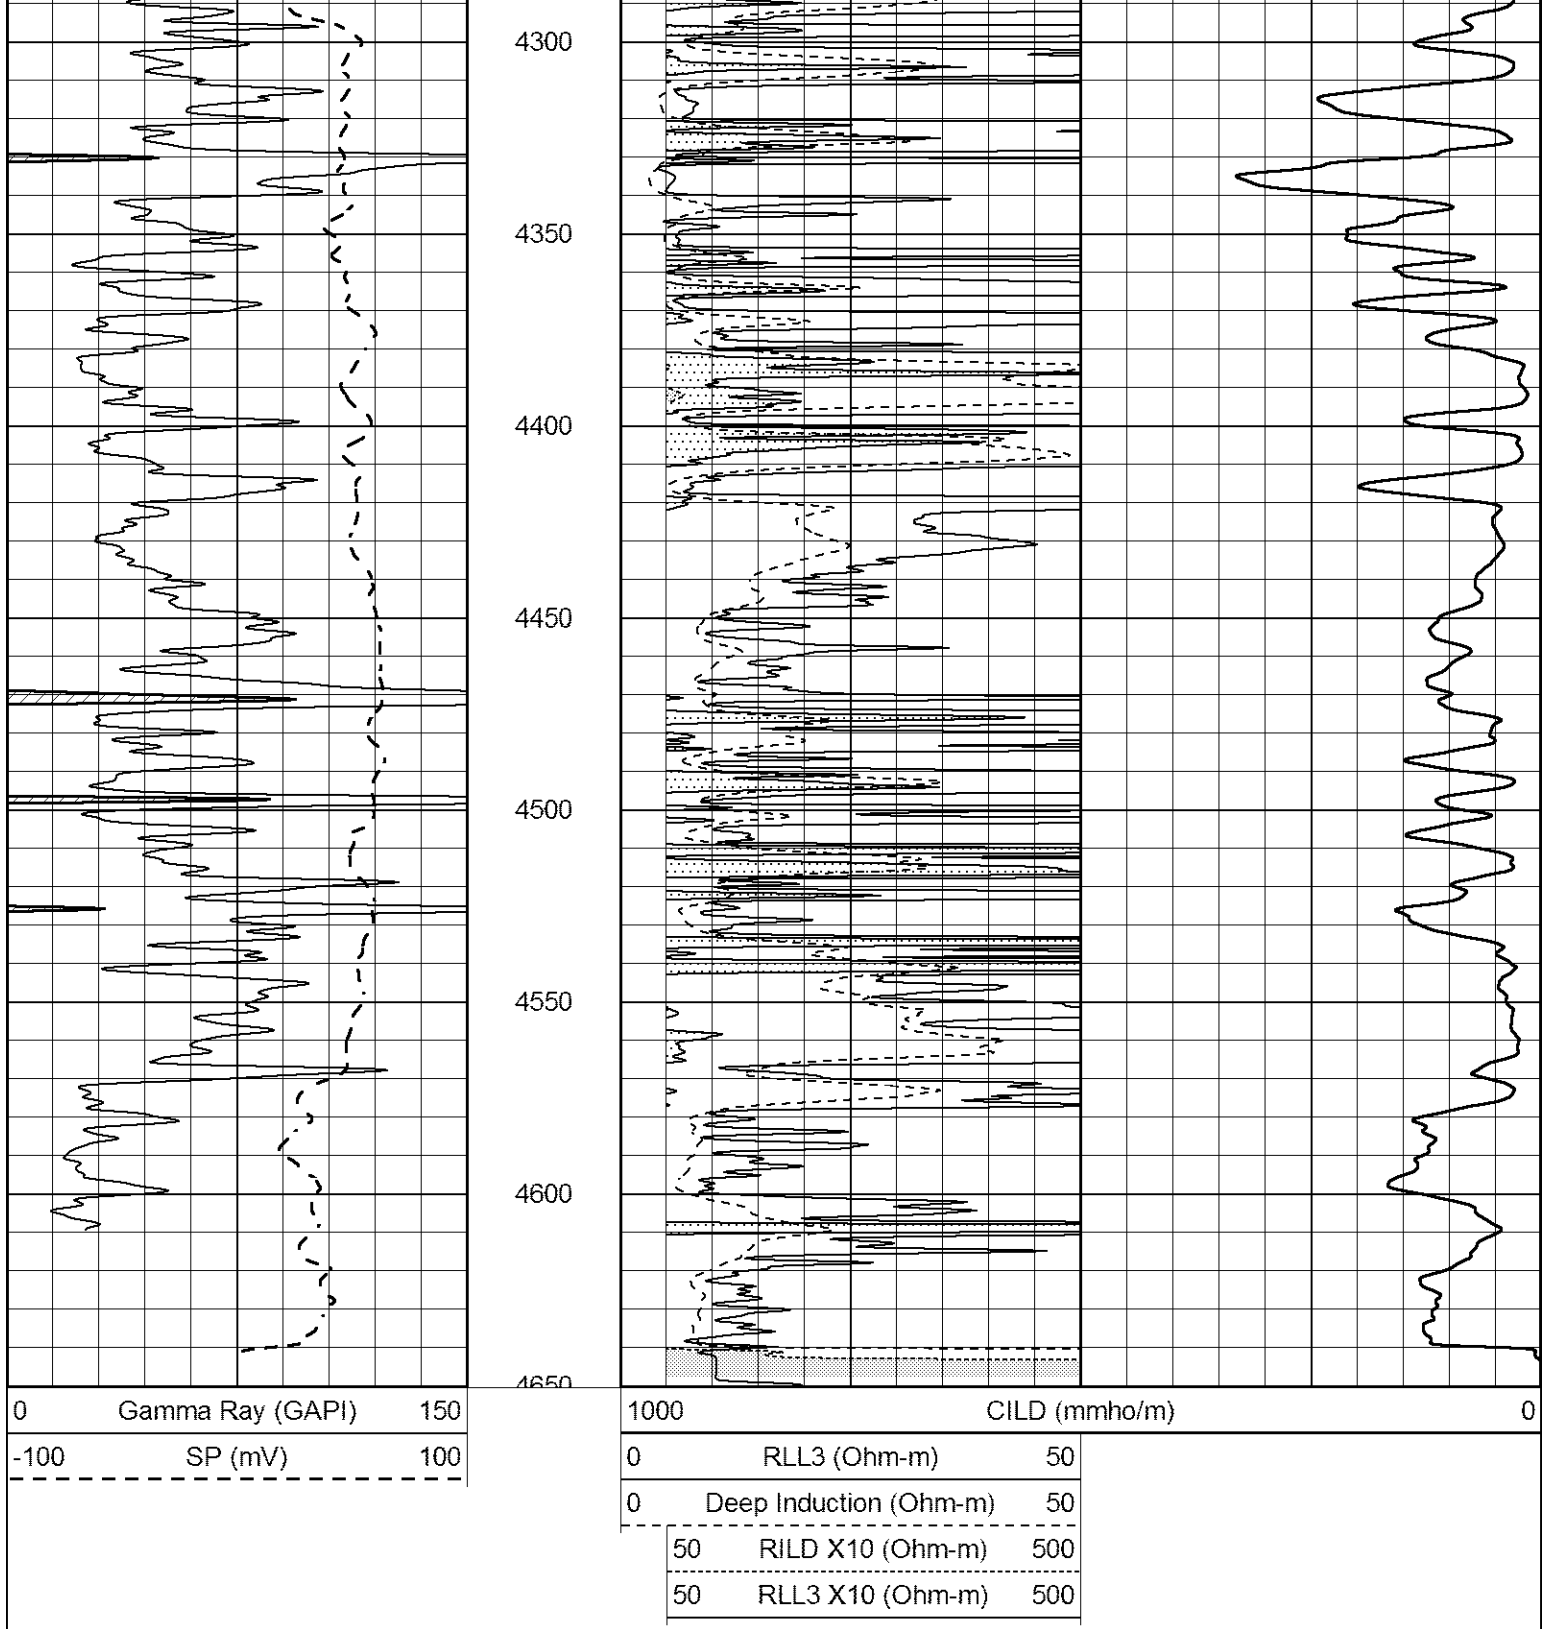 4300
4350
4400
4450
4500
4550
4600
4650
0 Gamma Ray (GAPI) 150
-100 SP (mV) 100
1000 CILD (mmho/m) 0
0 RLL3 (Ohm-m) 50
0 Deep Induction (Ohm-m) 50
50 RILD X10 (Ohm-m) 500
50 RLL3 X10 (Ohm-m) 500